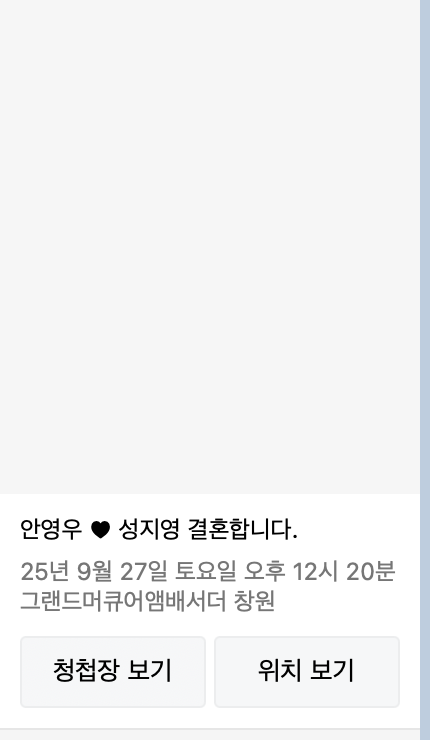 안영우 ♥ 성지영 결혼합니다.
25년 9월 27일 토요일 오후 12시 20분
그랜드머큐어앰배서더 창원
청첩장 보기
위치 보기